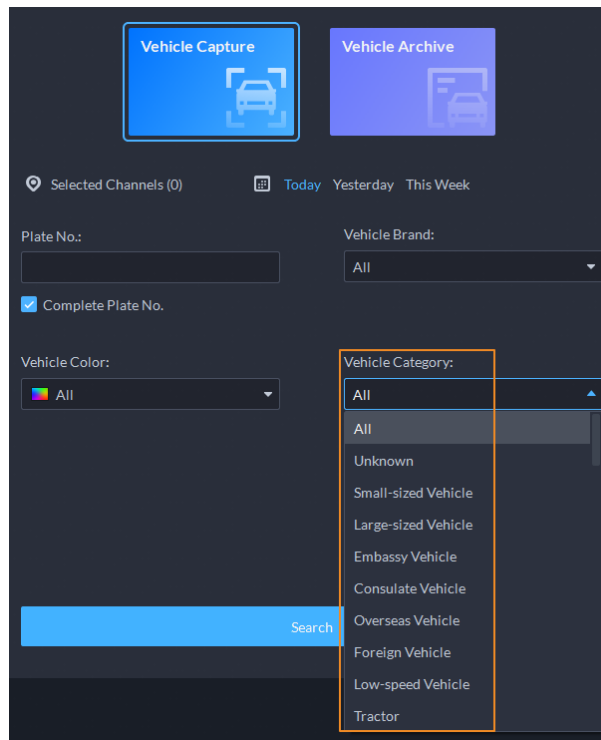 Vehicle Capture
Vehicle Archive
Selected Channels (0)
Today Yesterday This Week
Plate No.:
Vehicle Brand:
All
Complete Plate No.
Vehicle Color:
Vehicle Category:
All
All
All
Unknown
Small-sized Vehicle
Large-sized Vehicle
Embassy Vehicle
Consulate Vehicle
Search
Overseas Vehicle
Foreign Vehicle
Low-speed Vehicle
Tractor